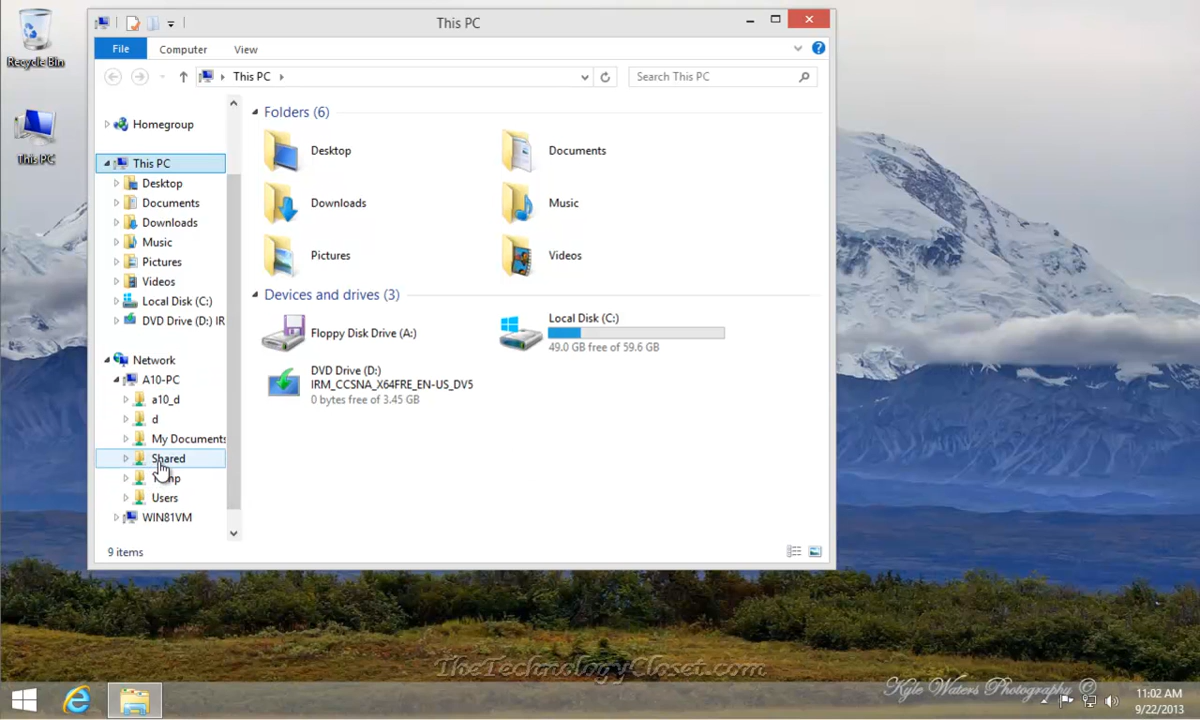 Recycle Bin
This PC
This PC
File
Computer
View
This PC
Search This PC
Homegroup
This PC
Desktop
Documents
Downloads
Music
Pictures
Videos
Local Disk (C:)
DVD Drive (D:) IR
Network
A10-PC
a10_d
d
My Documents
Shared
Users
WIN81VM
Folders (6)
Desktop
Documents
Downloads
Music
Pictures
Videos
Devices and drives (3)
Floppy Disk Drive (A:)
Local Disk (C:)
49.0 GB free of 59.6 GB
DVD Drive (D:)
IRM_CCSNA_X64FRE_EN-US_DV5
0 bytes free of 3.45 GB
9 items
TheTechnologyCloset.com
Kyle Waters Photography ©
11:02 AM
9/22/2013